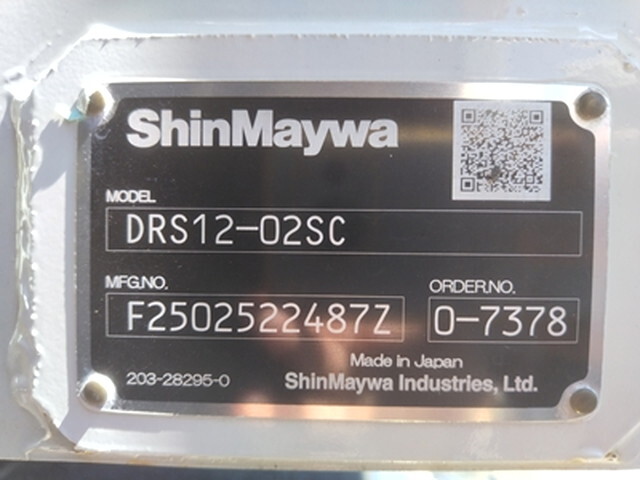 ShinMaywa
MODEL
DRS12-02SC
MFG.NO. ORDER.NO.
F2502522487Z 0-7378
Made in Japan
203-28295-0 ShinMaywa Industries, Ltd.